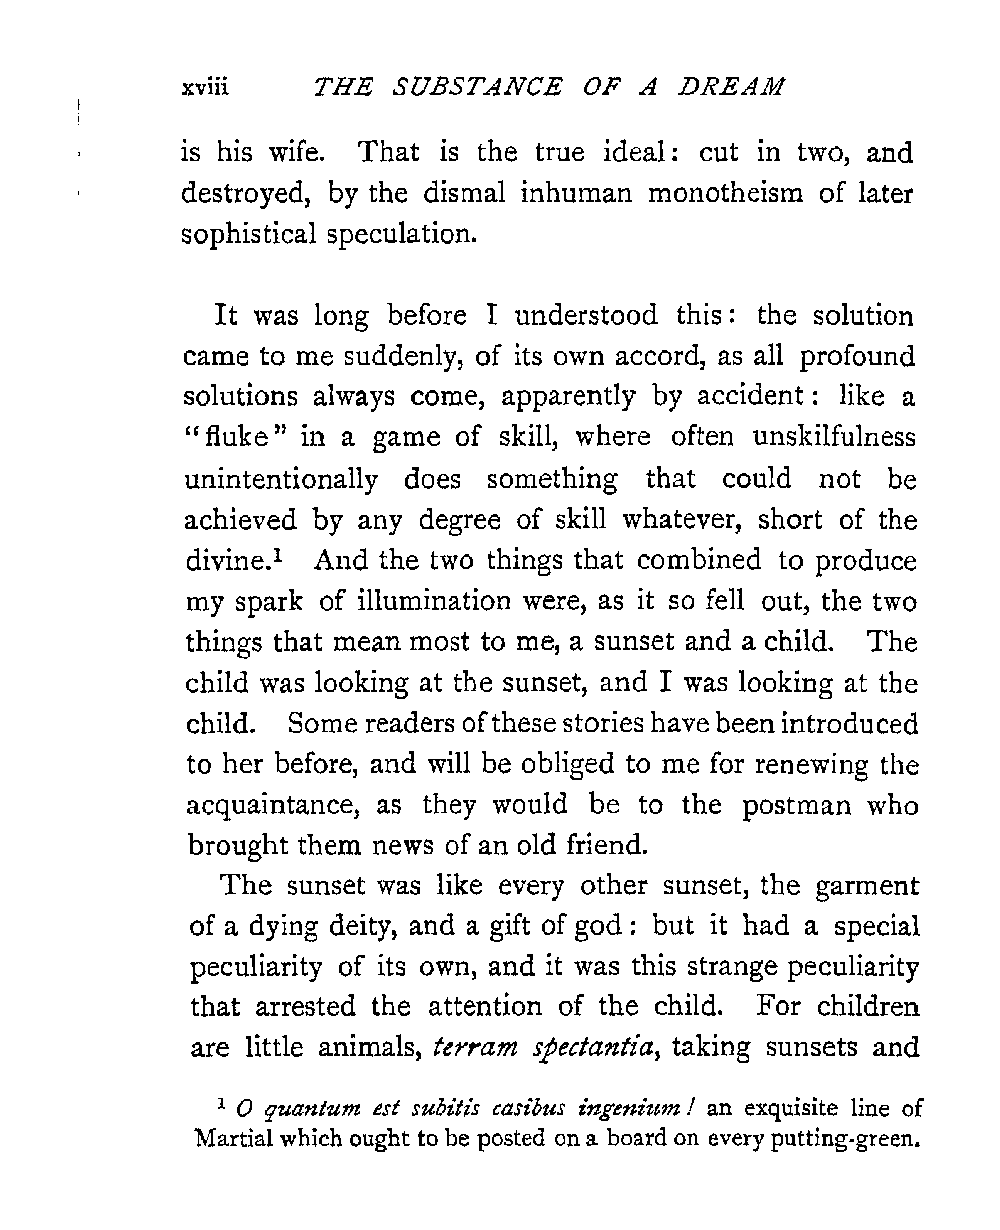 xviii THE SUBSTANCE OF A DREAM
is his wife. That is the true ideal: cut in two, and
destroyed, by the dismal inhuman monotheism of later
sophistical speculation.
It was long before I understood this: the solution
came to me suddenly, of its own accord, as all profound
solutions always come, apparently by accident: like a
“fluke” in a game of skill, where often unskilfulness
unintentionally does something that could not be
achieved by any degree of skill whatever, short of the
divine.¹ And the two things that combined to produce
my spark of illumination were, as it so fell out, the two
things that mean most to me, a sunset and a child. The
child was looking at the sunset, and I was looking at the
child. Some readers of these stories have been introduced
to her before, and will be obliged to me for renewing the
acquaintance, as they would be to the postman who
brought them news of an old friend.
The sunset was like every other sunset, the garment
of a dying deity, and a gift of god: but it had a special
peculiarity of its own, and it was this strange peculiarity
that arrested the attention of the child. For children
are little animals, terram spectantia, taking sunsets and
¹ O quantum est subitis casibus ingenium! an exquisite line of
Martial which ought to be posted on a board on every putting-green.